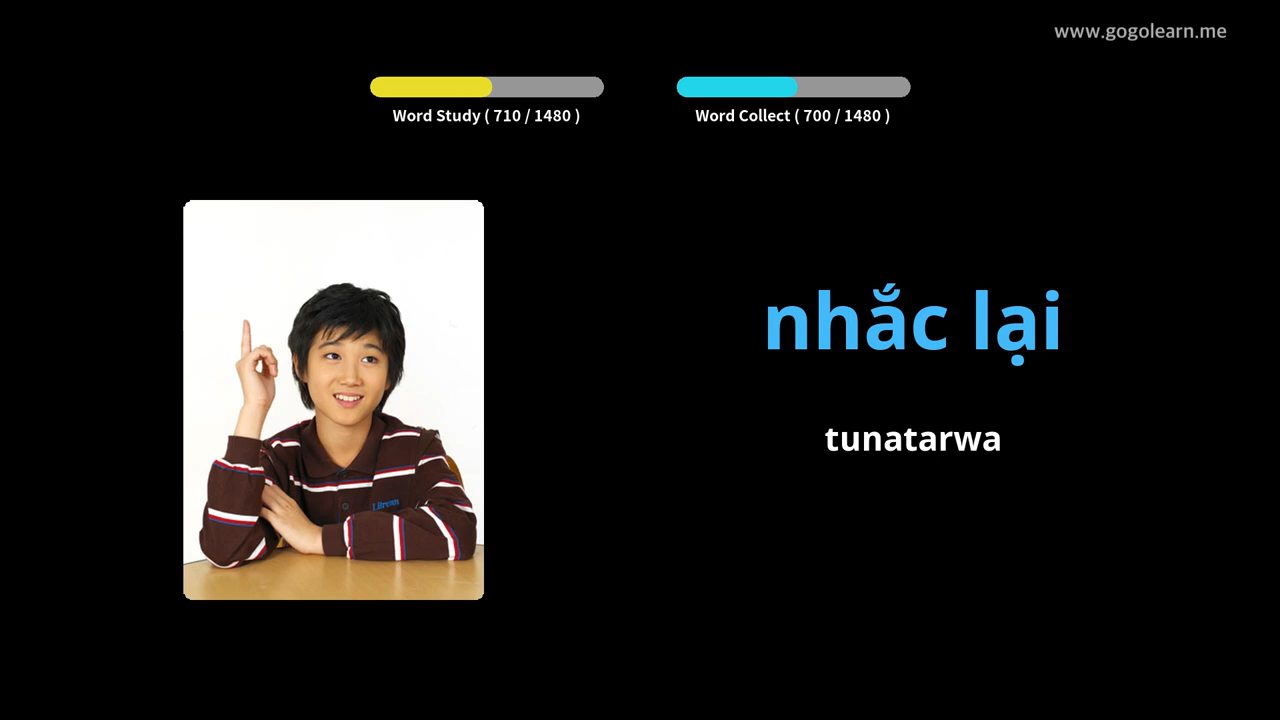 www.gogolearn.me
Word Study ( 710 / 1480 )
Word Collect ( 700 / 1480 )
nhắc lại
tunatarwa